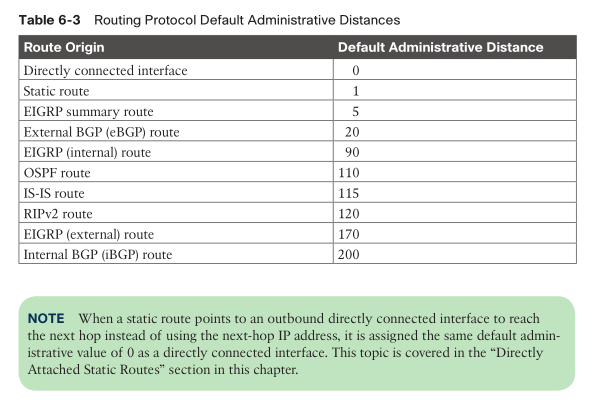 Table 6-3 Routing Protocol Default Administrative Distances
Route Origin Default Administrative Distance
Directly connected interface 0
Static route 1
EIGRP summary route 5
External BGP (eBGP) route 20
EIGRP (internal) route 90
OSPF route 110
IS-IS route 115
RIPv2 route 120
EIGRP (external) route 170
Internal BGP (iBGP) route 200
NOTE When a static route points to an outbound directly connected interface to reach
the next hop instead of using the next-hop IP address, it is assigned the same default admin-
istrative value of 0 as a directly connected interface. This topic is covered in the “Directly
Attached Static Routes” section in this chapter.